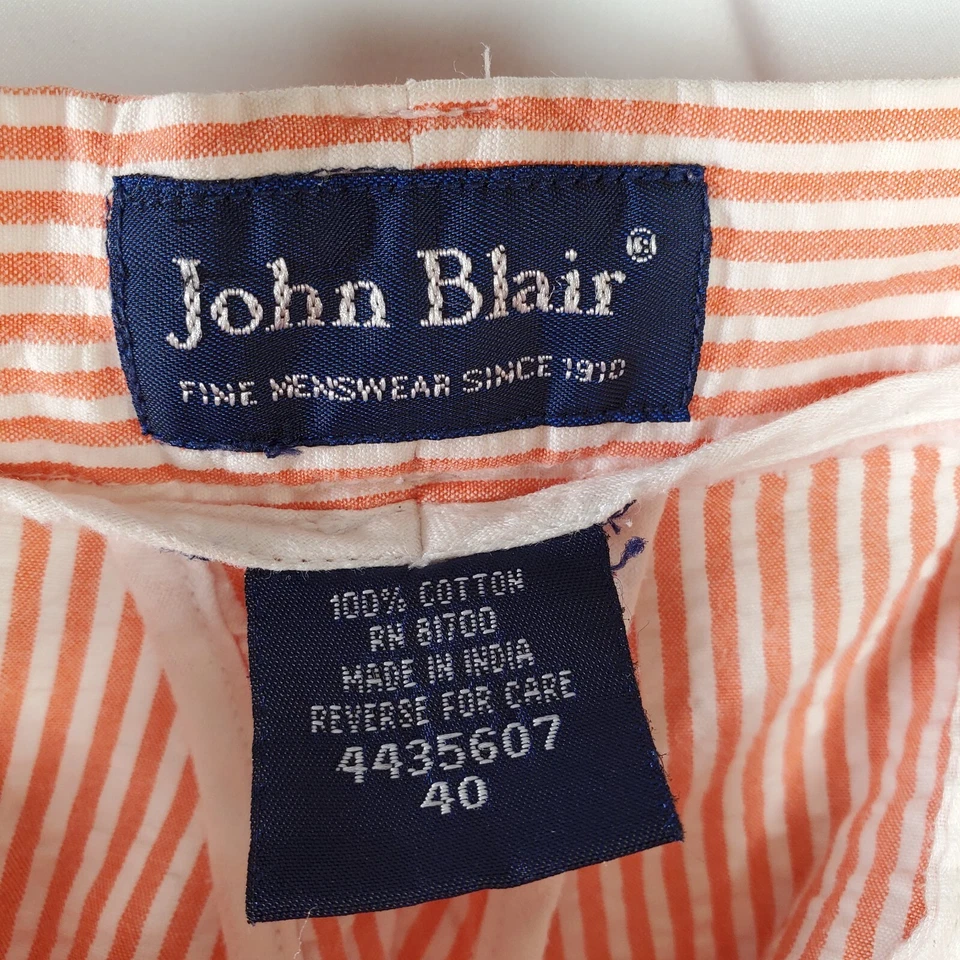 John Blair®
FINE MENSWEAR SINCE 1910
100% COTTON
RN 81700
MADE IN INDIA
REVERSE FOR CARE
4435607
40